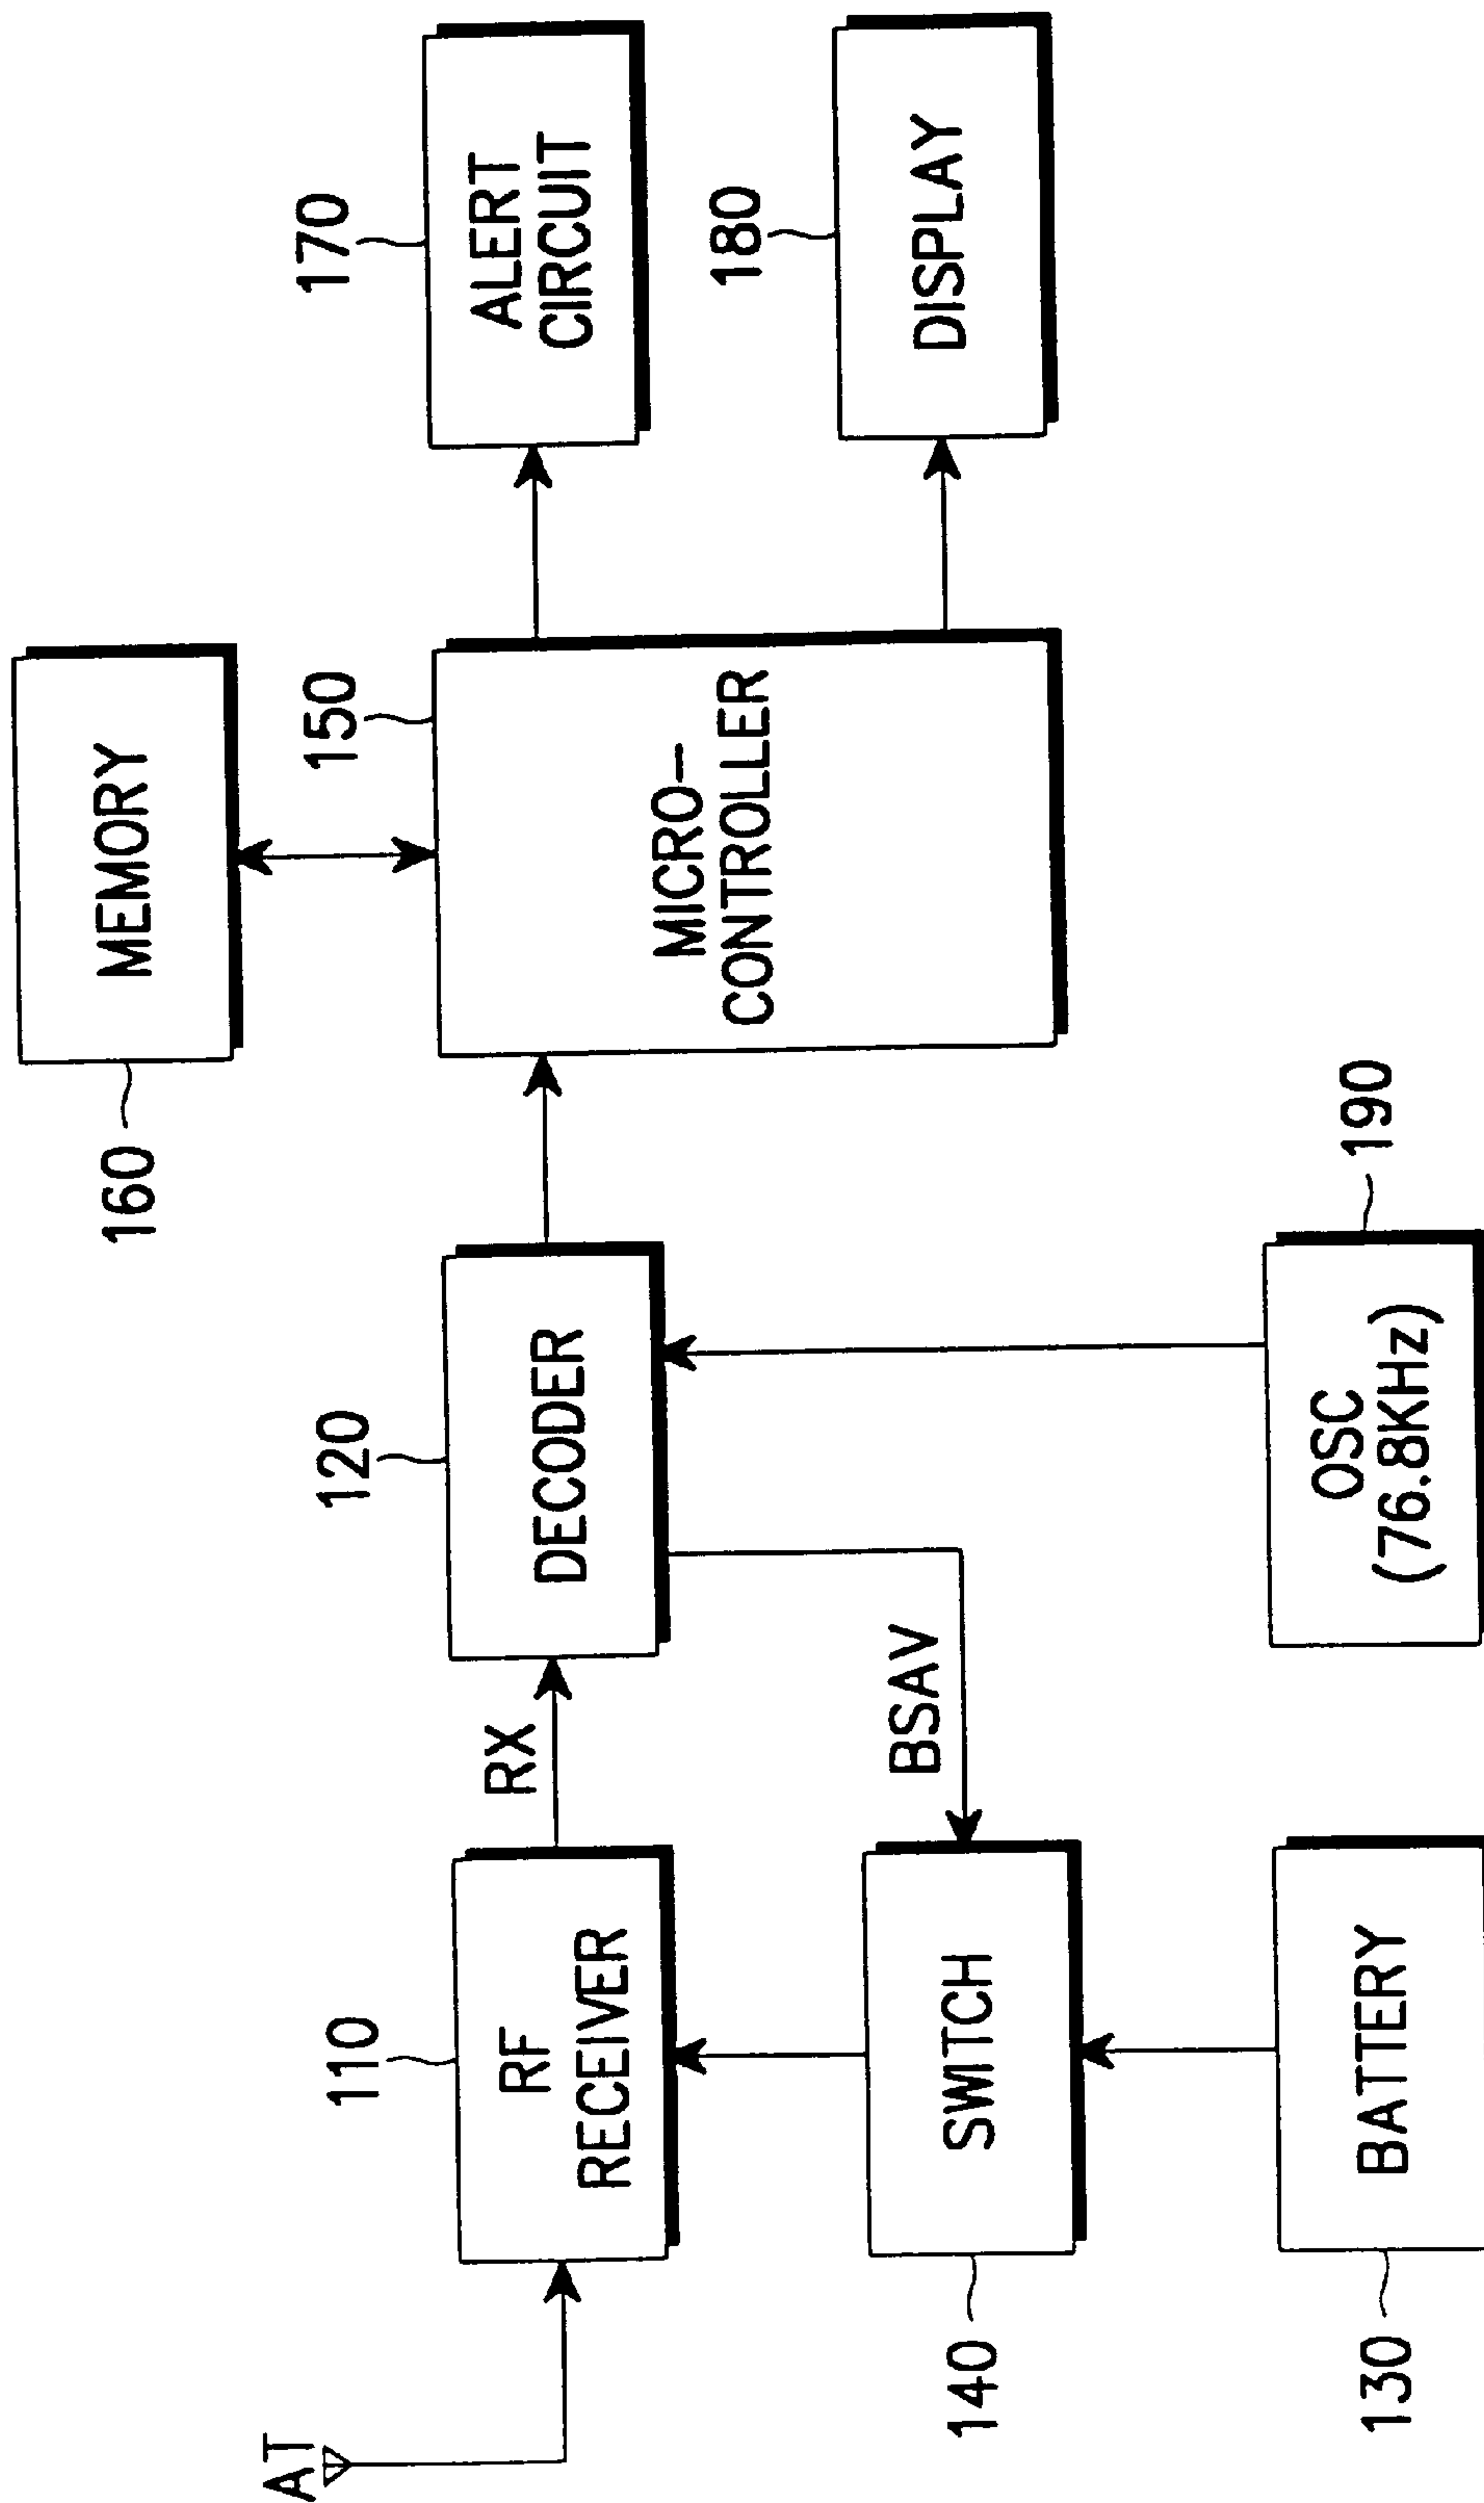 AT
110
RF
RECEIVER
RX
120
DECODER
160
MEMORY
150
MICRO-
CONTROLLER
170
ALERT
CIRCUIT
180
DISPLAY
140
SWITCH
BSAV
130
BATTERY
190
OSC
(76.8KHz)